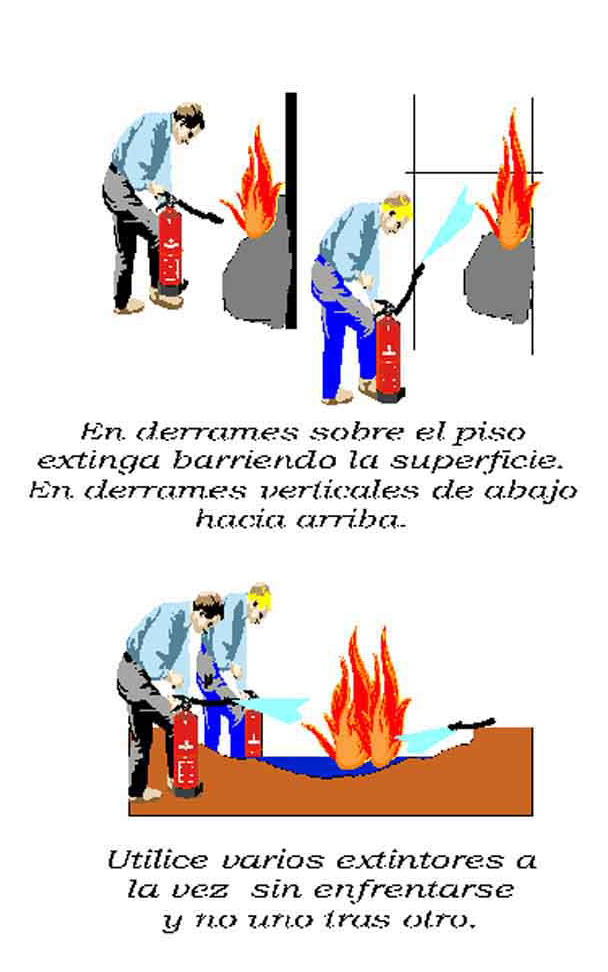 En derrames sobre el piso
extinga barriendo la superficie.
En derrames verticales de abajo
hacia arriba.
Utilice varios extintores a
la vez sin enfrentarse
y no uno tras otro.